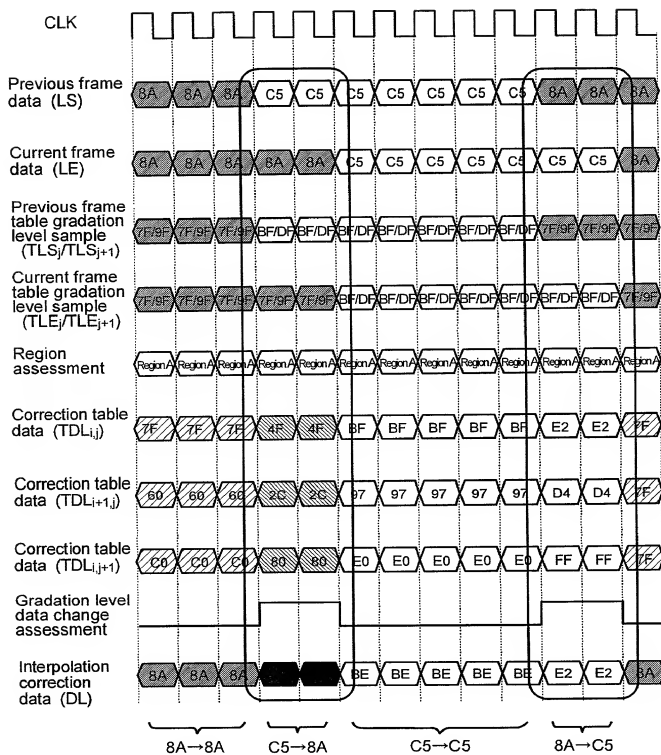 CLK
Previous frame
data (LS)
8A 8A 8A C5 C5 C5 C5 C5 C5 C5 8A 8A 8A
Current frame
data (LE)
8A 8A 8A 8A 8A C5 C5 C5 C5 C5 C5 C5 8A
Previous frame
table gradation
level sample
(TLSj/TLSj+1)
7F/9F 7F/9F 7F/9F BF/DF BF/DF BF/DF BF/DF BF/DF BF/DF BF/DF 7F/9F 7F/9F 7F/9F
Current frame
table gradation
level sample
(TLEj/TLEj+1)
7F/9F 7F/9F 7F/9F 7F/9F 7F/9F BF/DF BF/DF BF/DF BF/DF BF/DF BF/DF BF/DF 7F/9F
Region
assessment
Region A Region A Region A Region A Region A Region A Region A Region A Region A Region A Region A Region A Region A
Correction table
data (TDLi,j)
7F 7F 7F 4F 4F BF BF BF BF BF E2 E2 7F
Correction table
data (TDLi+1,j)
60 60 60 2C 2C 97 97 97 97 97 D4 D4 7F
Correction table
data (TDLi,j+1)
C0 C0 C0 80 80 E0 E0 E0 E0 E0 FF FF 7F
Gradation level
data change
assessment
Interpolation
correction
data (DL)
8A 8A 8A BE BE BE BE BE E2 E2 8A
8A→8A C5→8A C5→C5 8A→C5